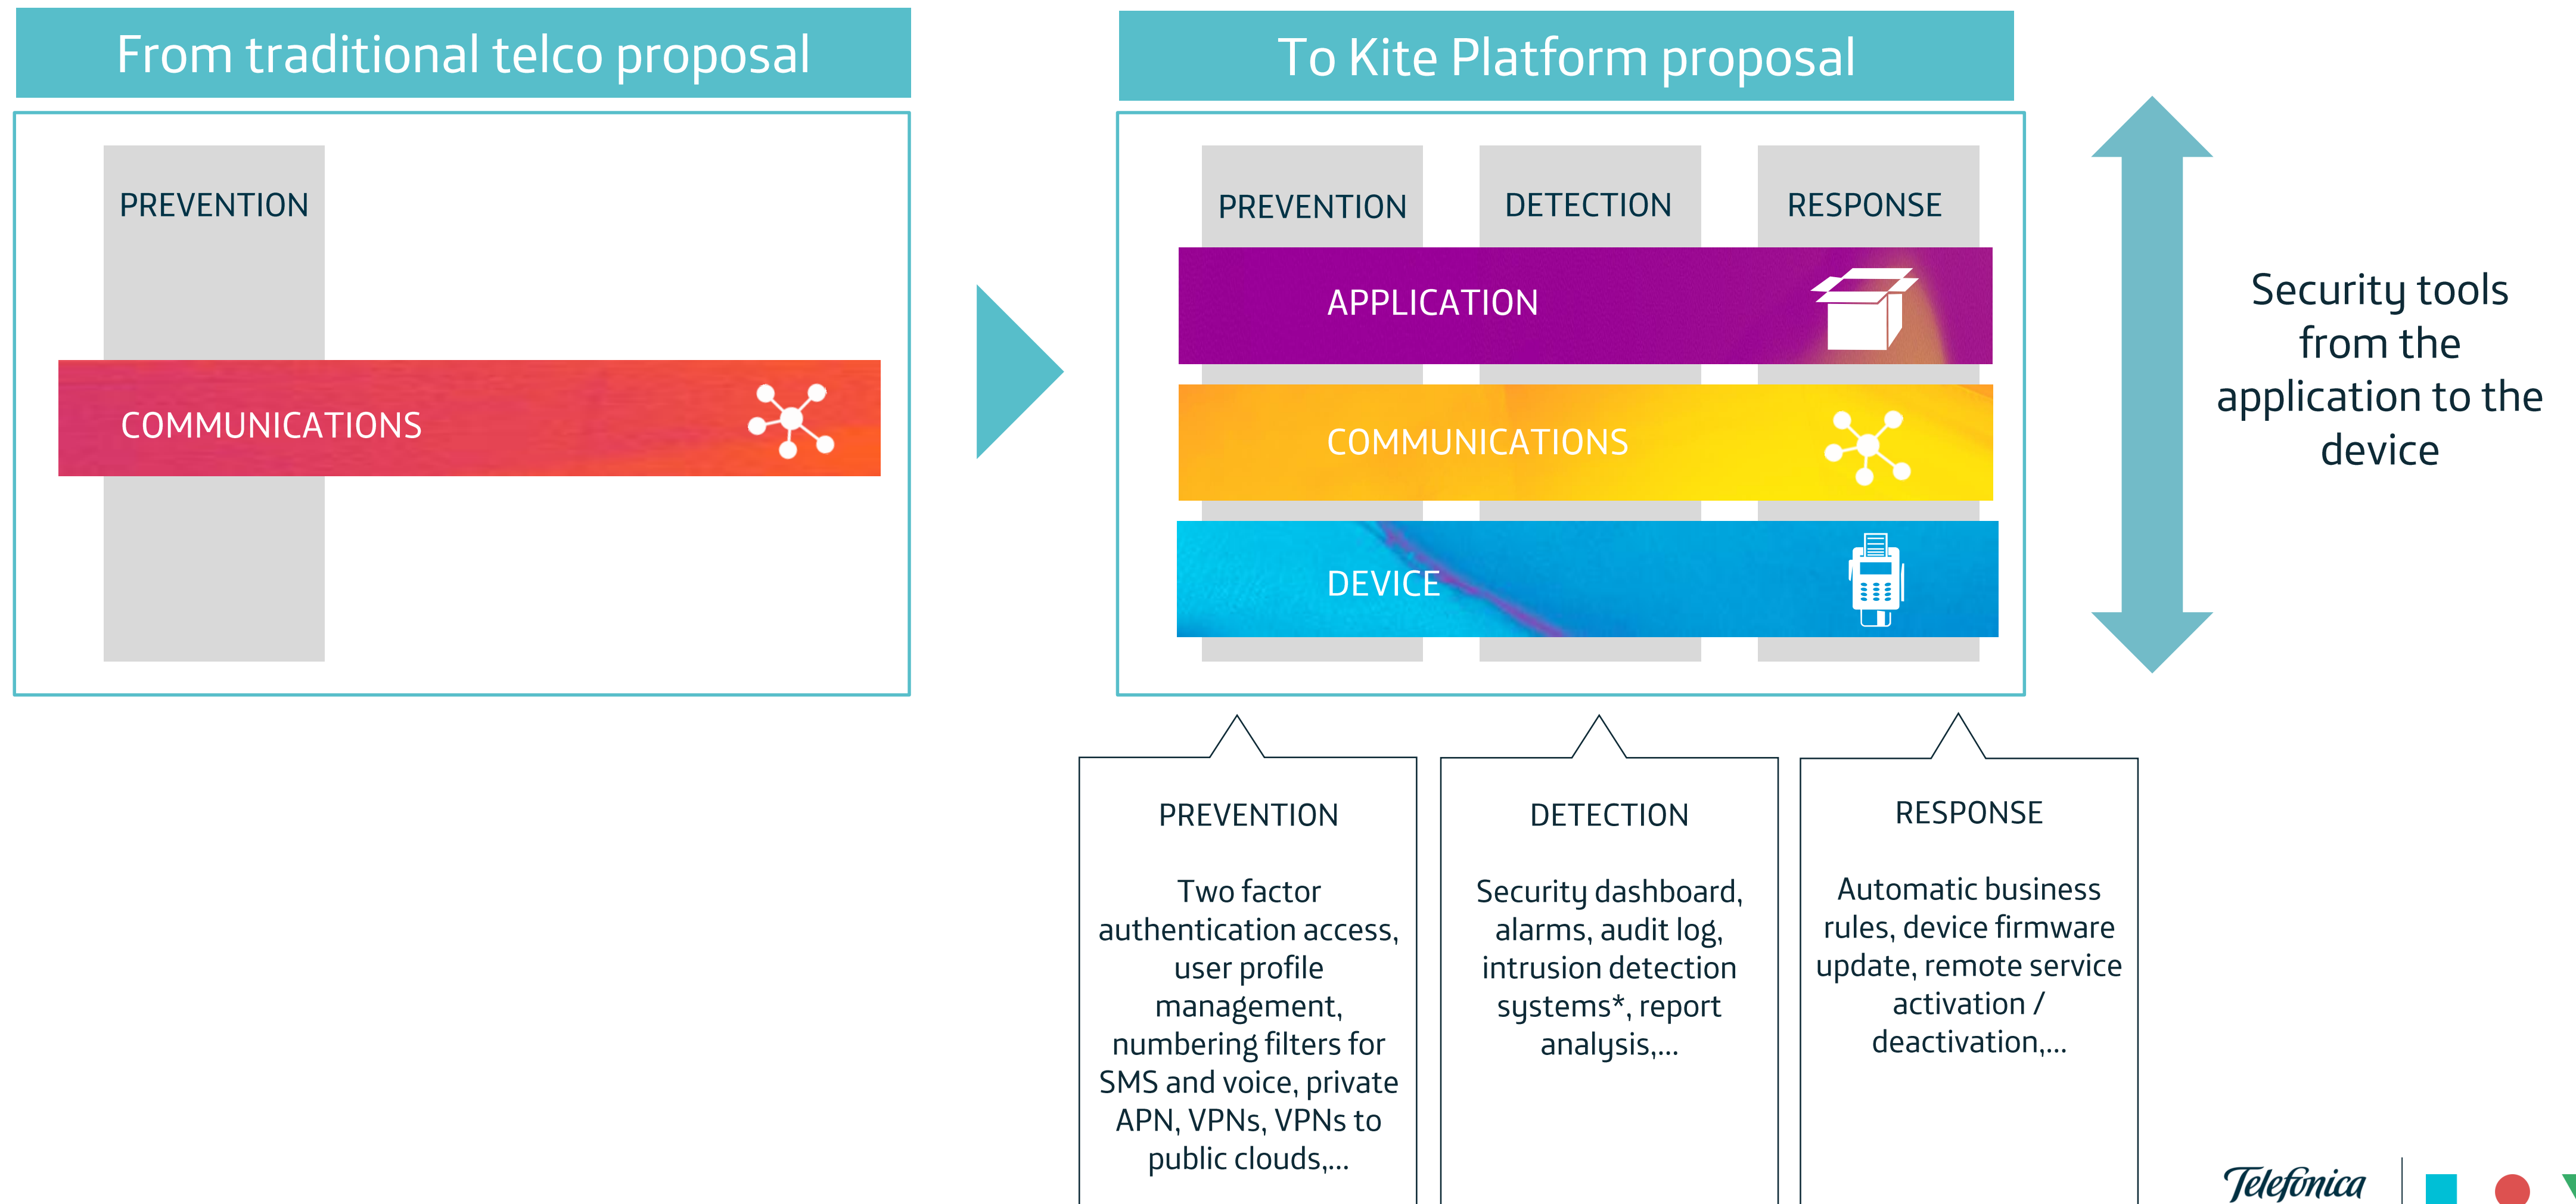 From traditional telco proposal
PREVENTION
COMMUNICATIONS
To Kite Platform proposal
PREVENTION
DETECTION
RESPONSE
APPLICATION
COMMUNICATIONS
DEVICE
Security tools
from the
application to the
device
PREVENTION
Two factor
authentication access,
user profile
management,
numbering filters for
SMS and voice, private
APN, VPNs, VPNs to
public clouds,...
DETECTION
Security dashboard,
alarms, audit log,
intrusion detection
systems*, report
analysis,...
RESPONSE
Automatic business
rules, device firmware
update, remote service
activation /
deactivation,...
Telefónica